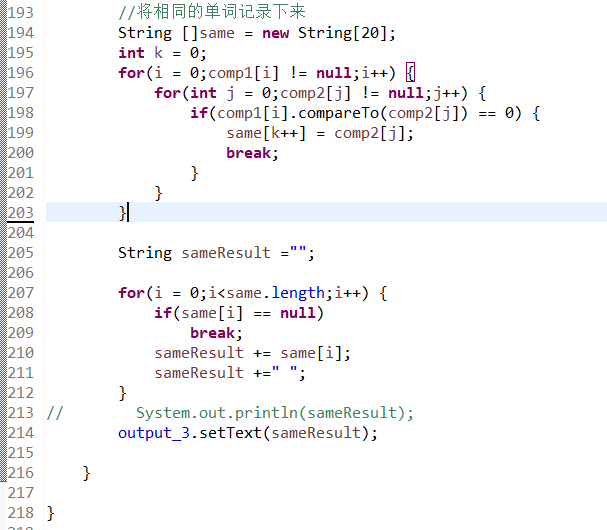 193 //将相同的单词记录下来
194 String []same = new String[20];
195 int k = 0;
196 for(i = 0;comp1[i] != null;i++) {
197 for(int j = 0;comp2[j] != null;j++) {
198 if(comp1[i].compareTo(comp2[j]) == 0) {
199 same[k++] = comp2[j];
200 break;
201 }
202 }
203 }
204
205 String sameResult ="";
206
207 for(i = 0;i<same.length;i++) {
208 if(same[i] == null)
209 break;
210 sameResult += same[i];
211 sameResult +=" ";
212 }
213 // System.out.println(sameResult);
214 output_3.setText(sameResult);
215
216 }
217
218 }